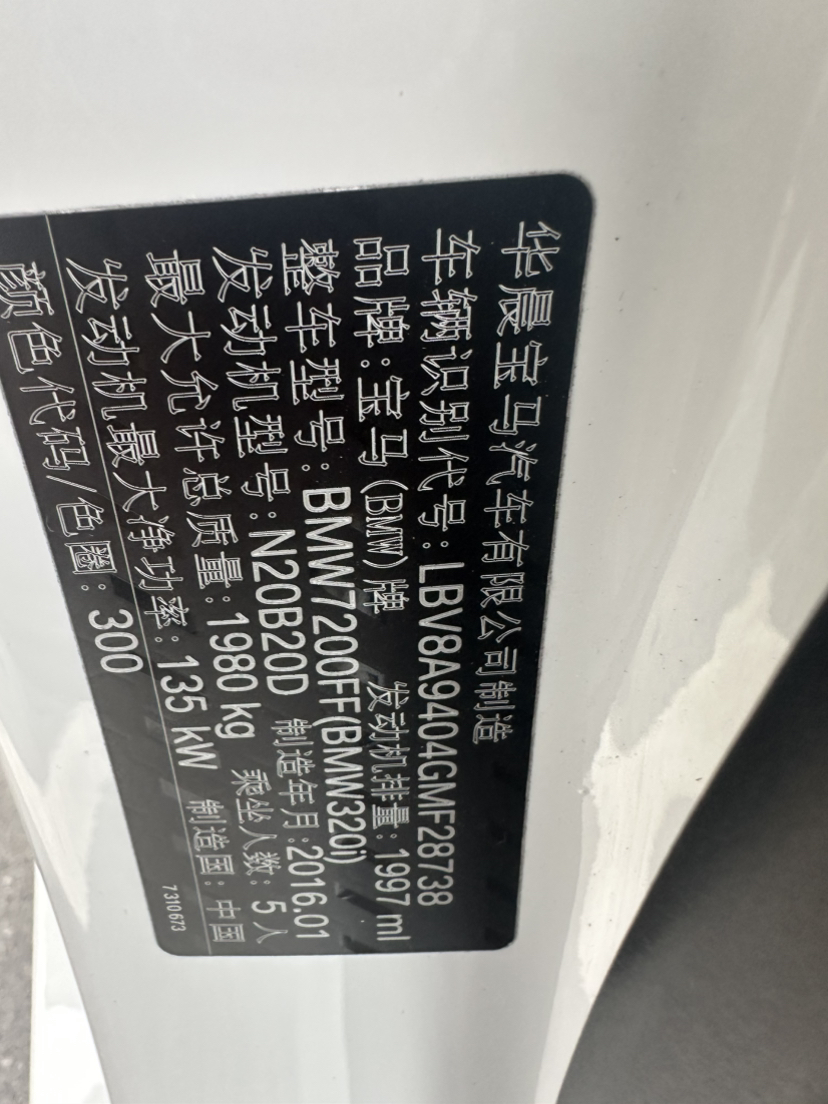 华晨宝马汽车有限公司制造
车辆识别代号:LBV8A9404GMF28738
品牌:宝马(BMW)牌 发动机排量:1997 ml
整车型号:BMW7200FF(BMW320i)
发动机型号:N20B20D 制造年月:2016.01
最大允许总质量:1980 kg 乘坐人数:5人
发动机最大净功率:135 kW 制造国:中国
颜色代码/色圈:300
7 310 673